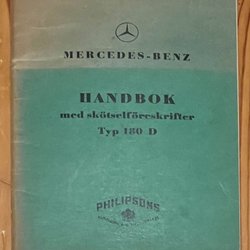 MERCEDES-BENZ
HANDBOK
med skötselföreskrifter
Typ 180 D
PHILIPSONS